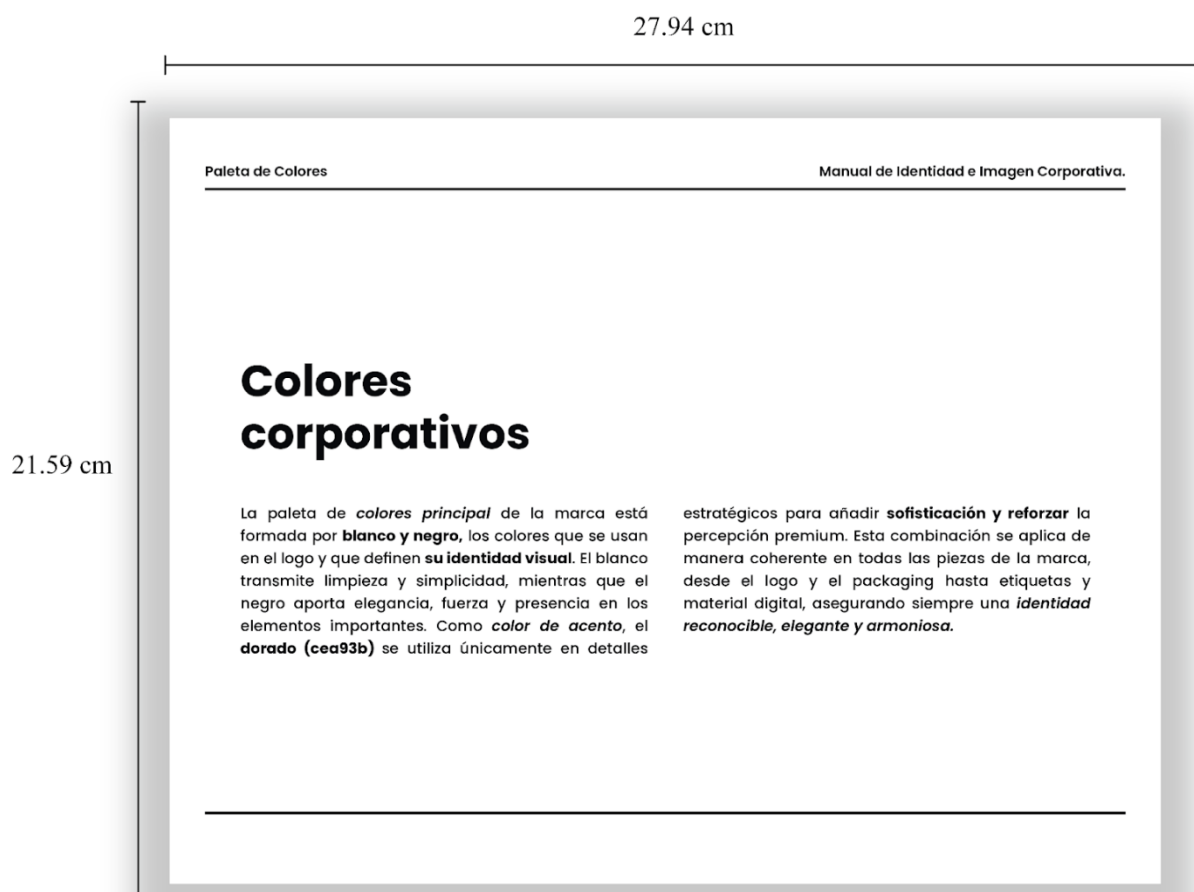 27.94 cm
21.59 cm
Paleta de Colores
Manual de Identidad e Imagen Corporativa.
Colores
corporativos
La paleta de colores principal de la marca está
formada por blanco y negro, los colores que se usan
en el logo y que definen su identidad visual. El blanco
transmite limpieza y simplicidad, mientras que el
negro aporta elegancia, fuerza y presencia en los
elementos importantes. Como color de acento, el
dorado (cea93b) se utiliza únicamente en detalles
estratégicos para añadir sofisticación y reforzar la
percepción premium. Esta combinación se aplica de
manera coherente en todas las piezas de la marca,
desde el logo y el packaging hasta etiquetas y
material digital, asegurando siempre una identidad
reconocible, elegante y armoniosa.